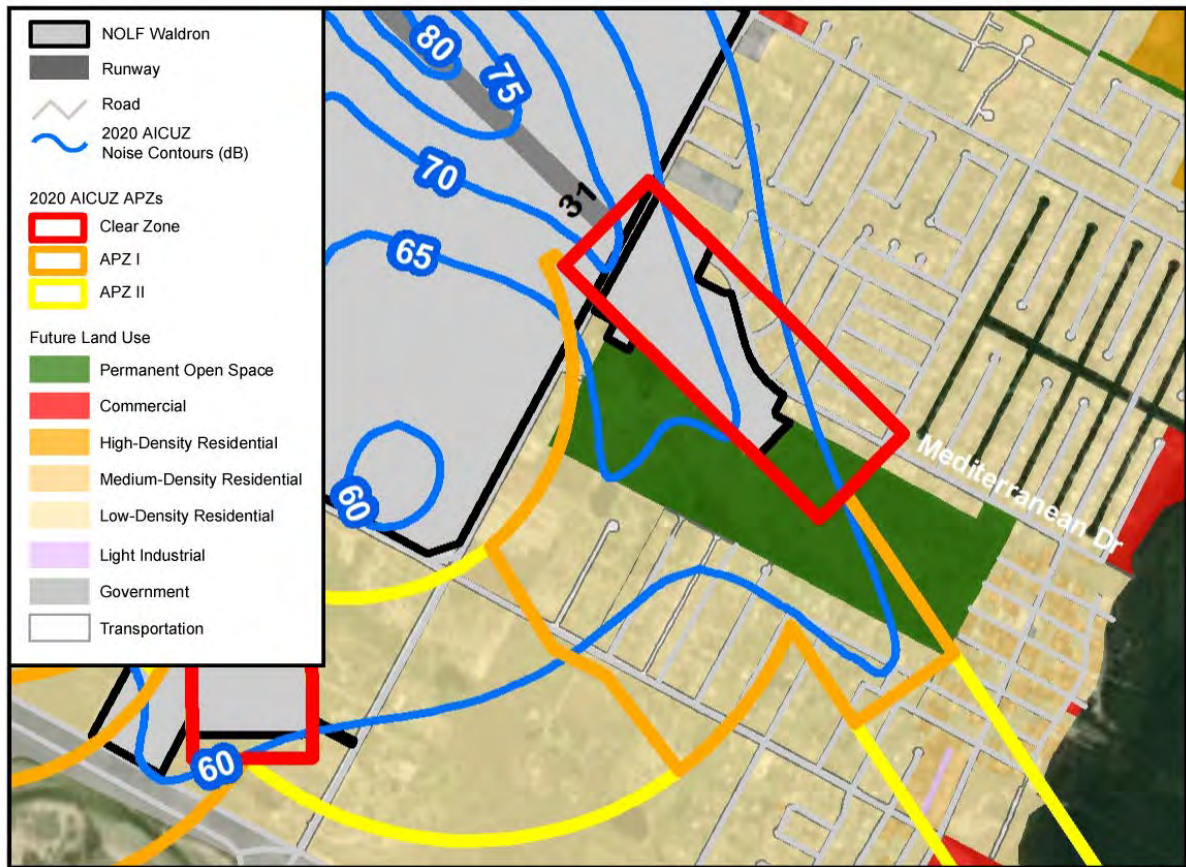 NOLF Waldron
Runway
Road
2020 AICUZ
Noise Contours (dB)
2020 AICUZ APZs
Clear Zone
APZ I
APZ II
Future Land Use
Permanent Open Space
Commercial
High-Density Residential
Medium-Density Residential
Low-Density Residential
Light Industrial
Government
Transportation
80
75
70
31
65
60
Mediterranean Dr
60